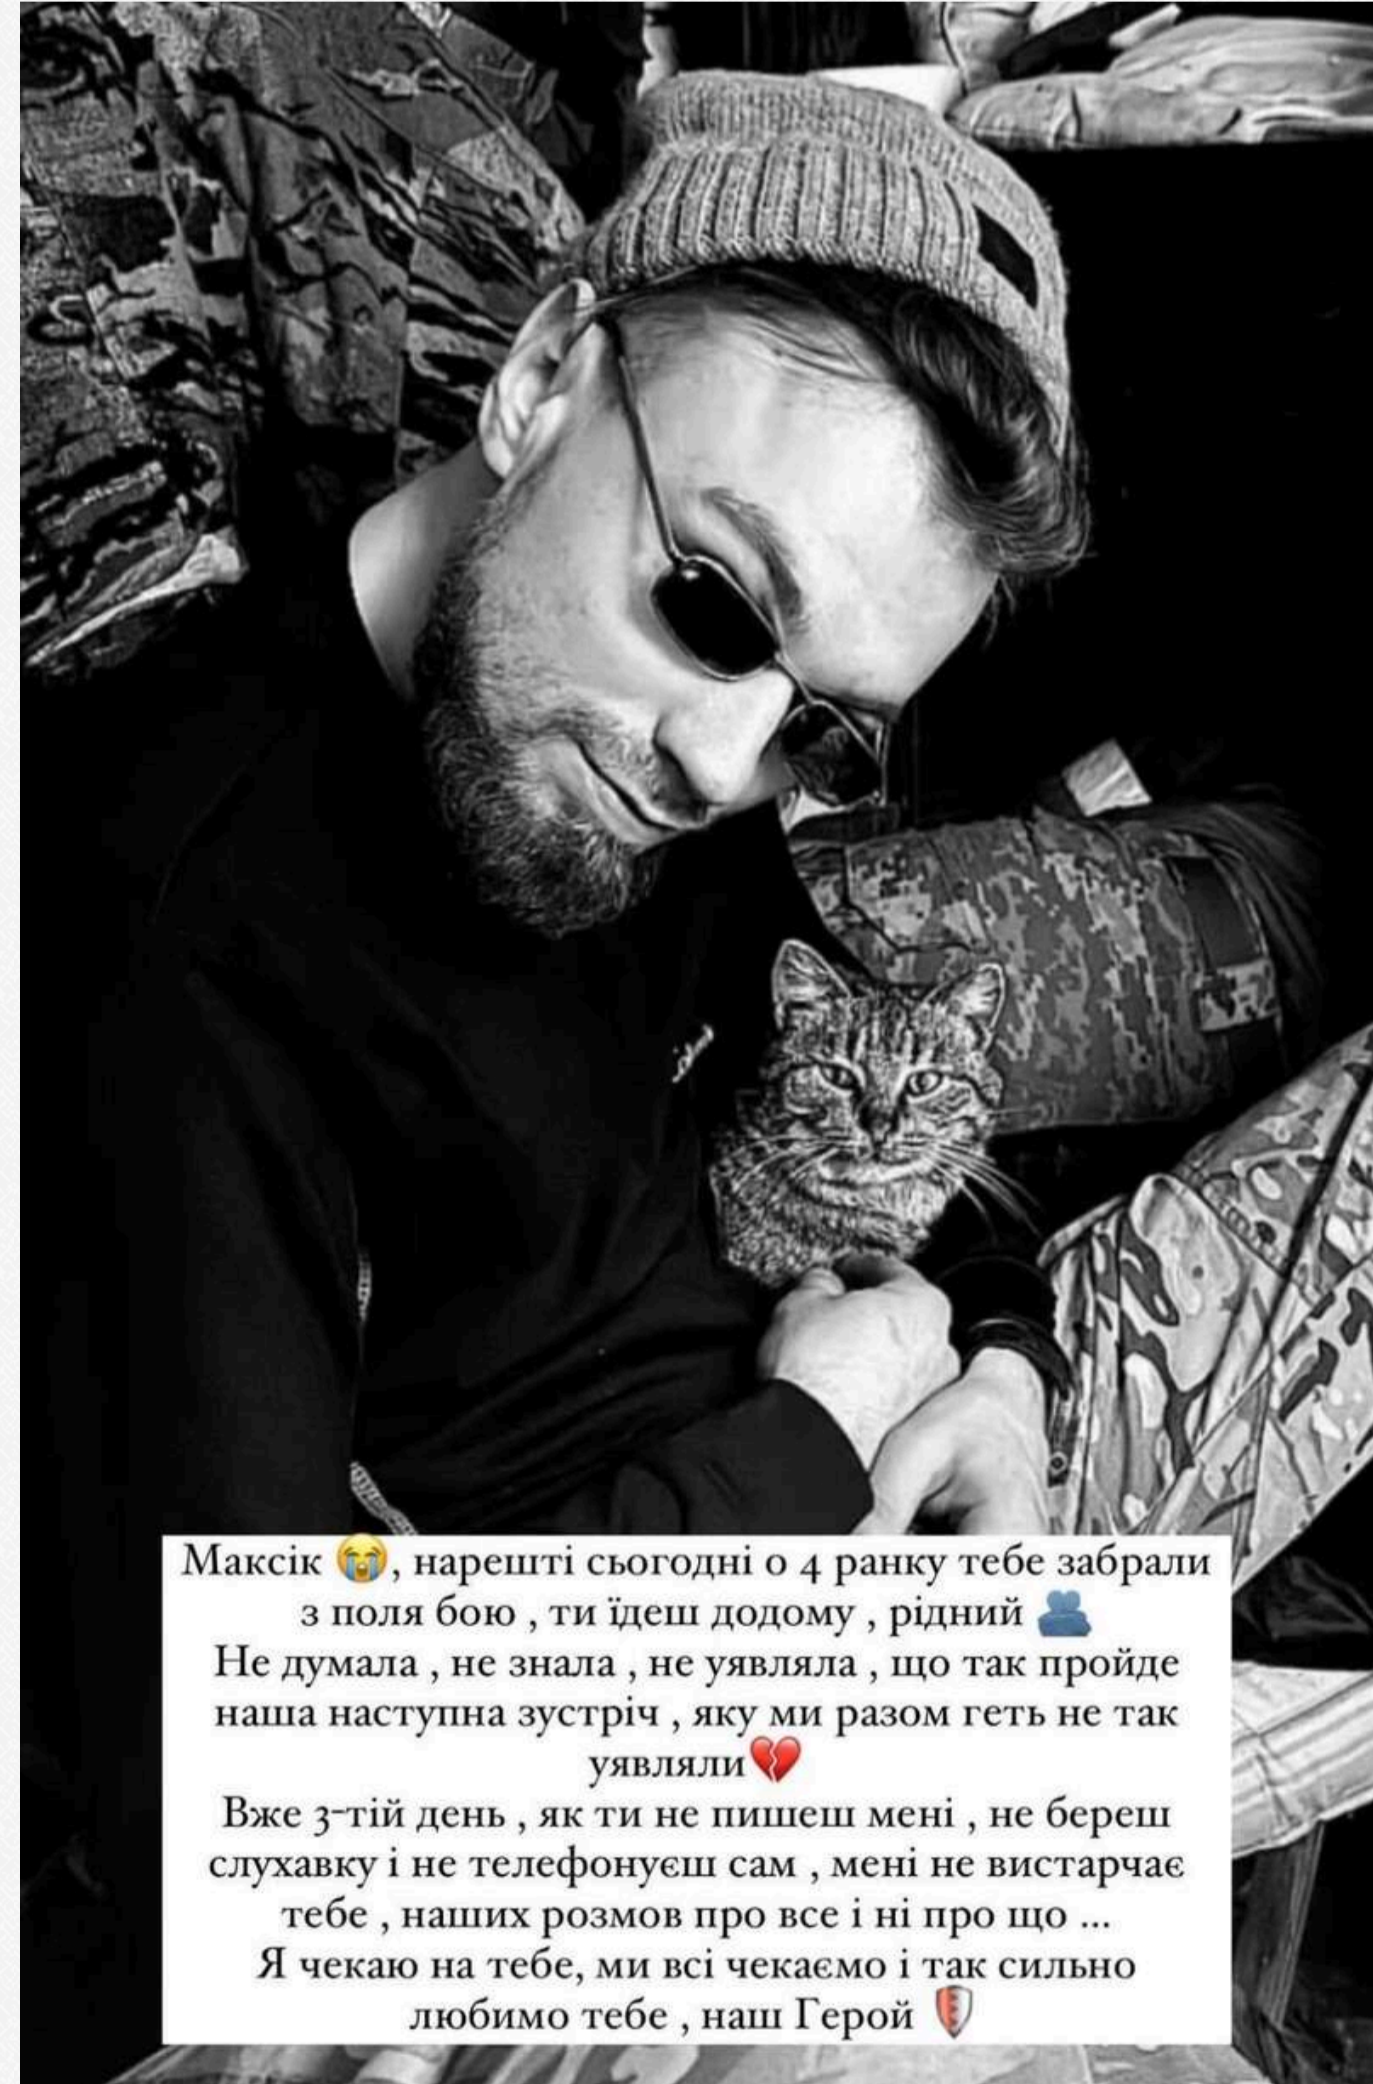 Максік 😭, нарешті сьогодні о 4 ранку тебе забрали
з поля бою , ти їдеш додому , рідний 🫂
Не думала , не знала , не уявляла , що так пройде
наша наступна зустріч , яку ми разом геть не так
уявляли💔
Вже 3-тій день , як ти не пишеш мені , не береш
слухавку і не телефонуєш сам , мені не вистарчає
тебе , наших розмов про все і ні про що ...
Я чекаю на тебе, ми всі чекаємо і так сильно
любимо тебе , наш Герой 🛡️